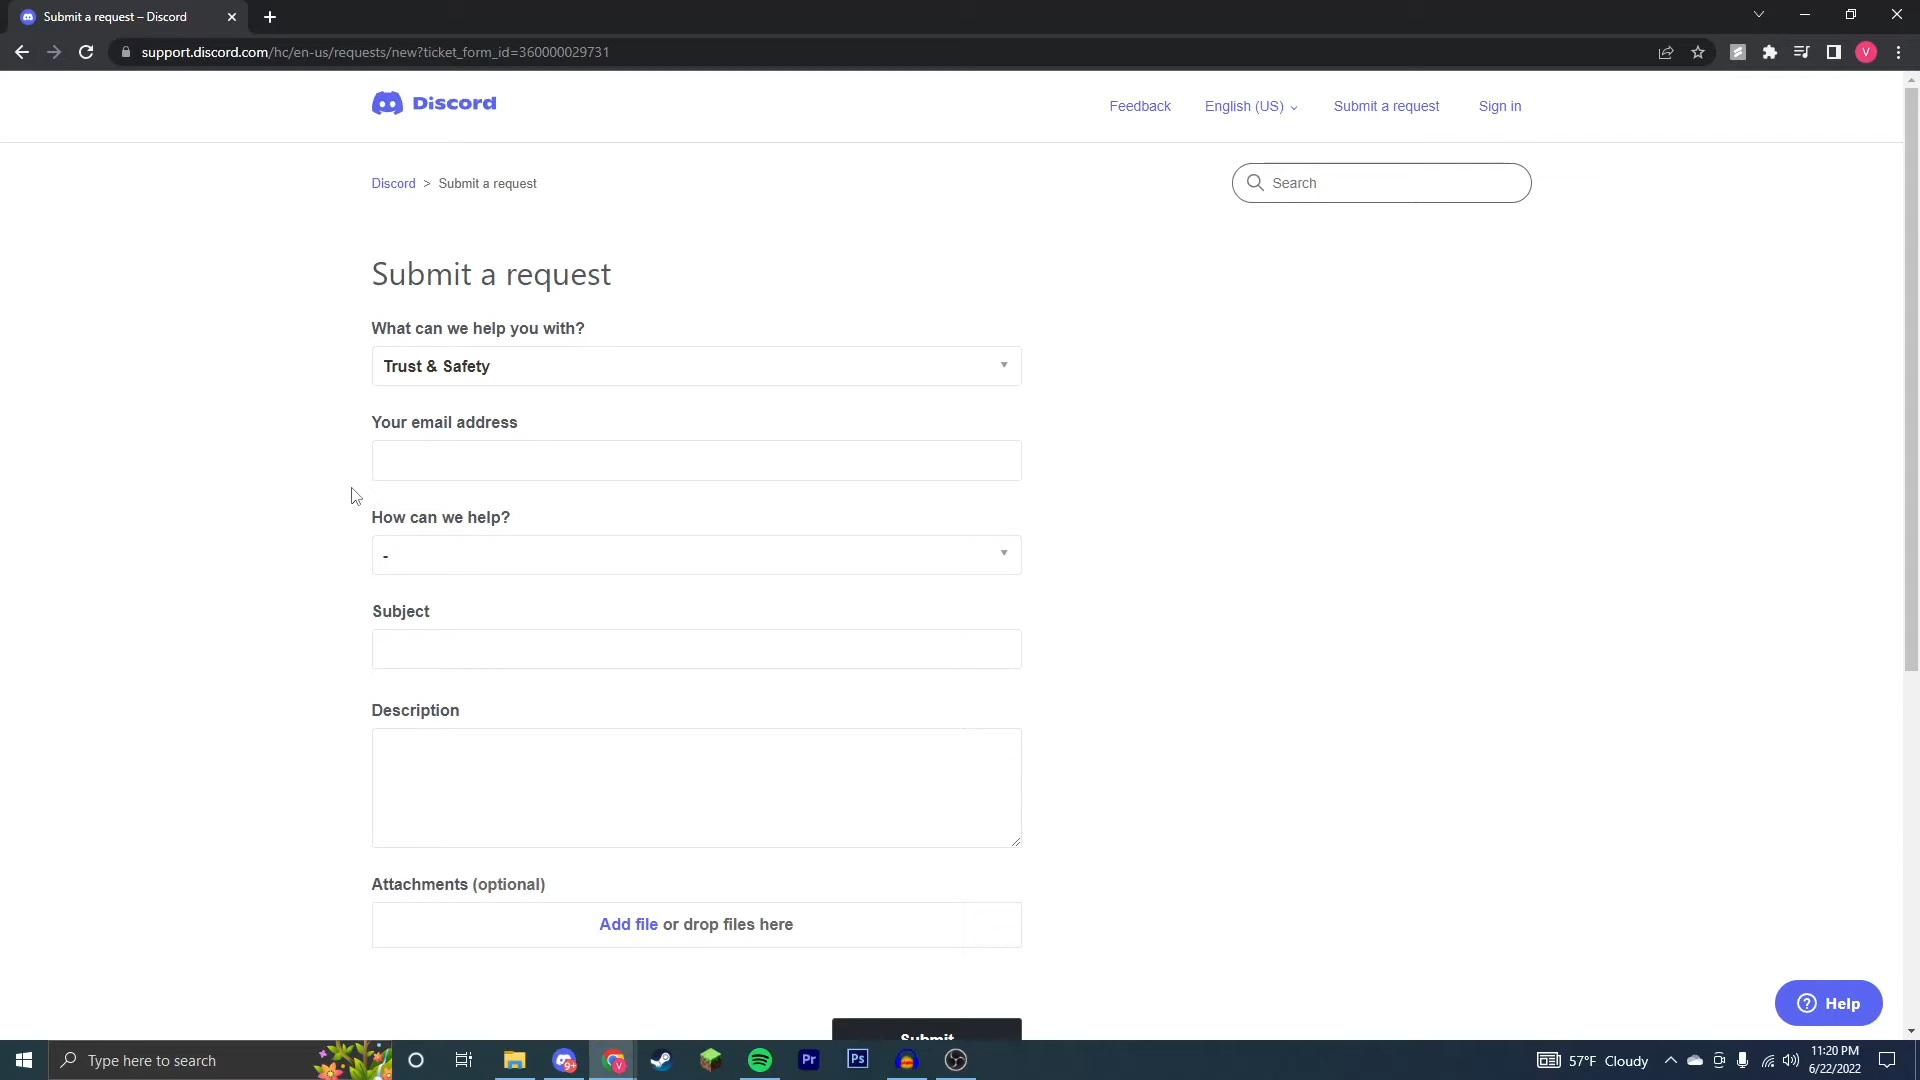 Submit a request – Discord
support.discord.com/hc/en-us/requests/new?ticket_form_id=360000029731
V
Discord
Feedback
English (US)
Submit a request
Sign in
Discord > Submit a request
Search
Submit a request
What can we help you with?
Trust & Safety
Your email address
How can we help?
-
Subject
Description
Attachments (optional)
Add file or drop files here
Submit
Help
Type here to search
9+
V
Pr
Ps
57°F Cloudy
11:20 PM
6/22/2022